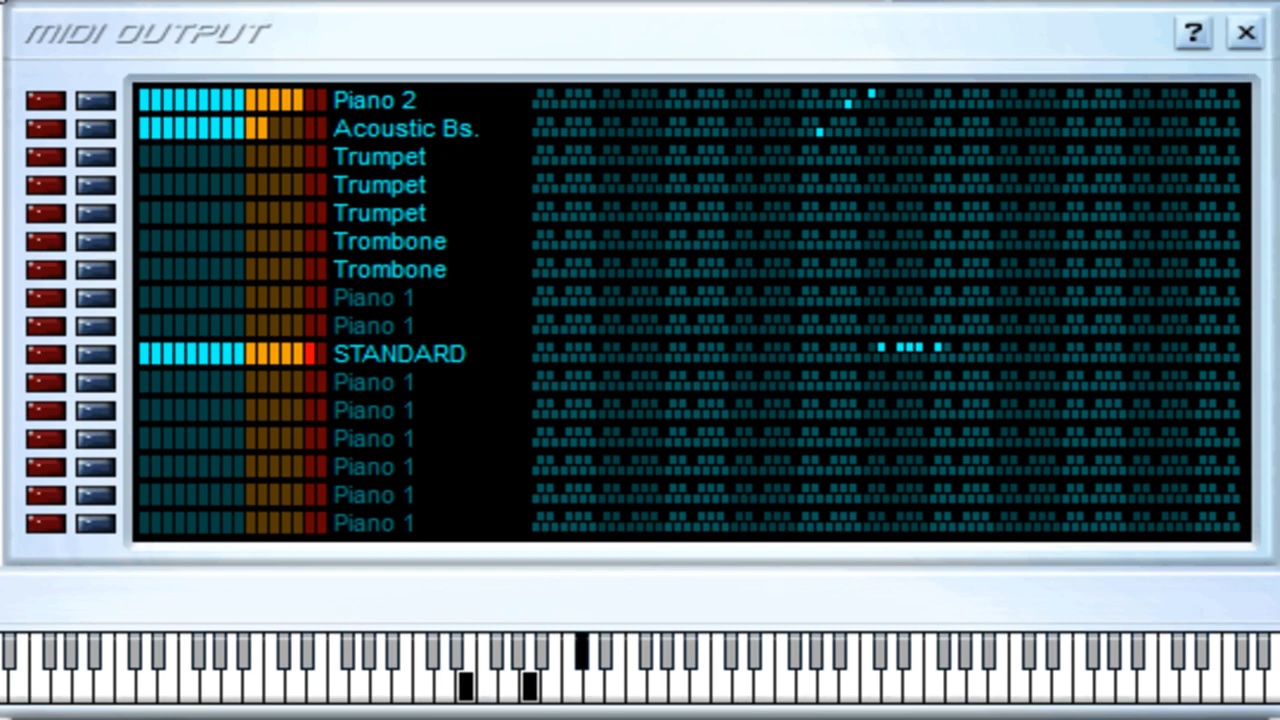 MIDI OUTPUT
? ×
Piano 2
Acoustic Bs.
Trumpet
Trumpet
Trumpet
Trombone
Trombone
Piano 1
Piano 1
STANDARD
Piano 1
Piano 1
Piano 1
Piano 1
Piano 1
Piano 1